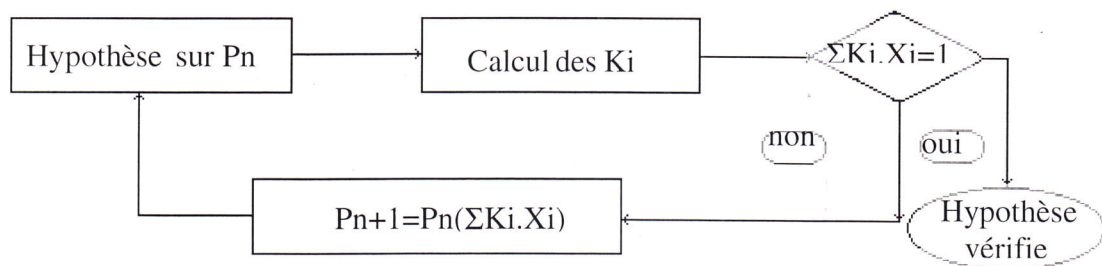 Hypothèse sur Pn
Calcul des Ki
ΣKi.Xi=1
non
oui
Pn+1=Pn(ΣKi.Xi)
Hypothèse
vérifie